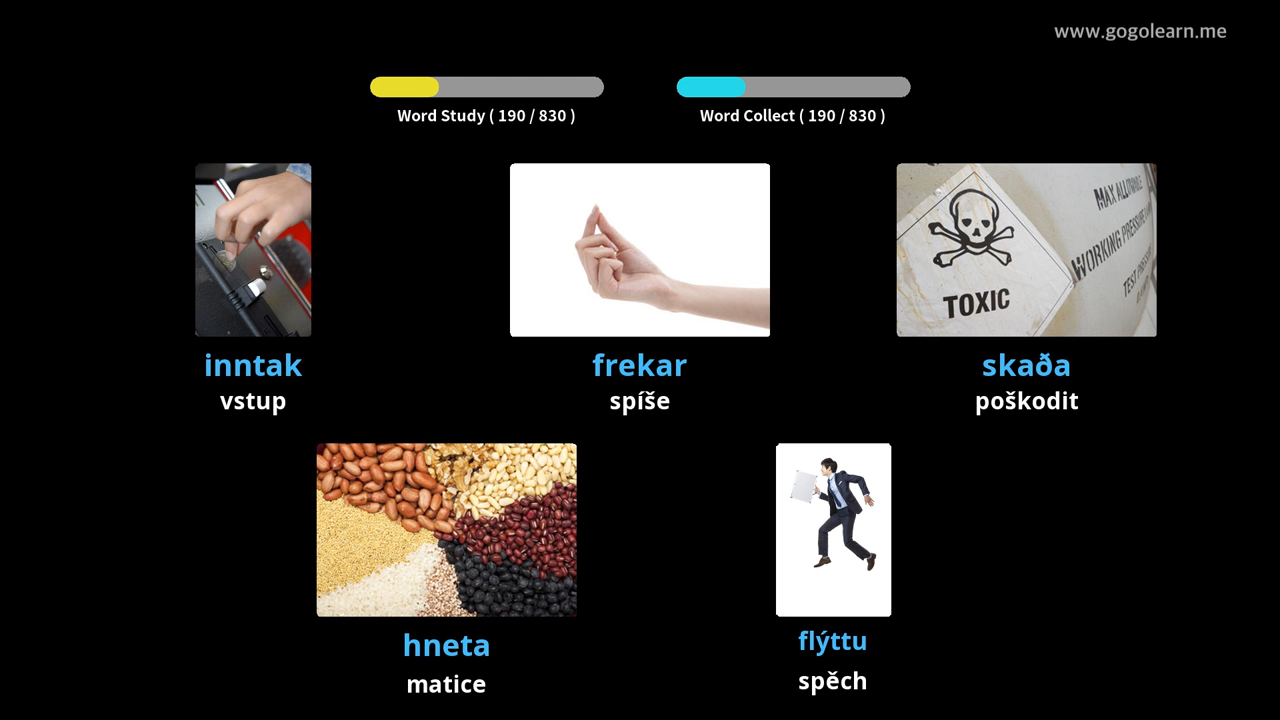 www.gogolearn.me
Word Study ( 190 / 830 )
Word Collect ( 190 / 830 )
TOXIC
MAX ALLOWABLE
WORKING PRESSURE
TEST
inntak
vstup
frekar
spíše
skaða
poškodit
hneta
matice
flýttu
spěch